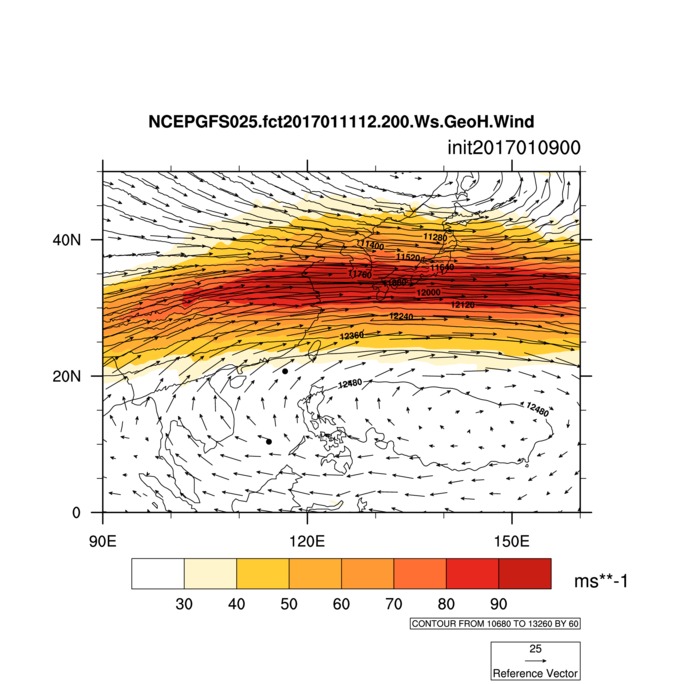 NCEPGFS025.fct2017011112.200.Ws.GeoH.Wind
init2017010900
11280
11400
11520
11640
11760
11880
12000
12120
12240
12360
12480
12480
40N
20N
0
90E 120E 150E
30 40 50 60 70 80 90
ms**-1
CONTOUR FROM 10680 TO 13260 BY 60
25
Reference Vector